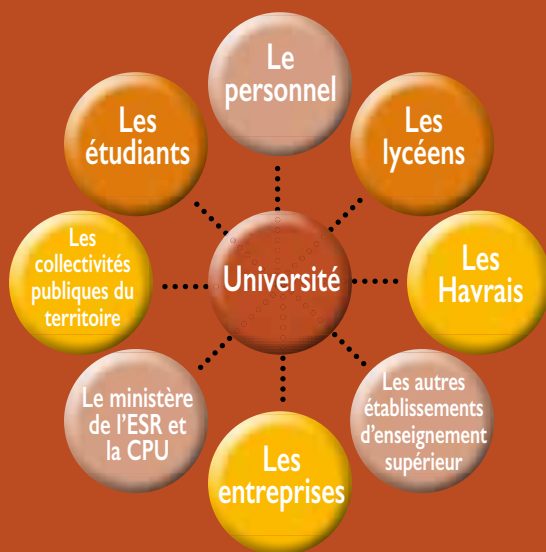 Le
personnel
Les
étudiants
Les
lycéens
Les
collectivités
publiques du
territoire
Université
Les
Havrais
Le ministère
de l'ESR et
la CPU
Les autres
établissements
d'enseignement
supérieur
Les
entreprises